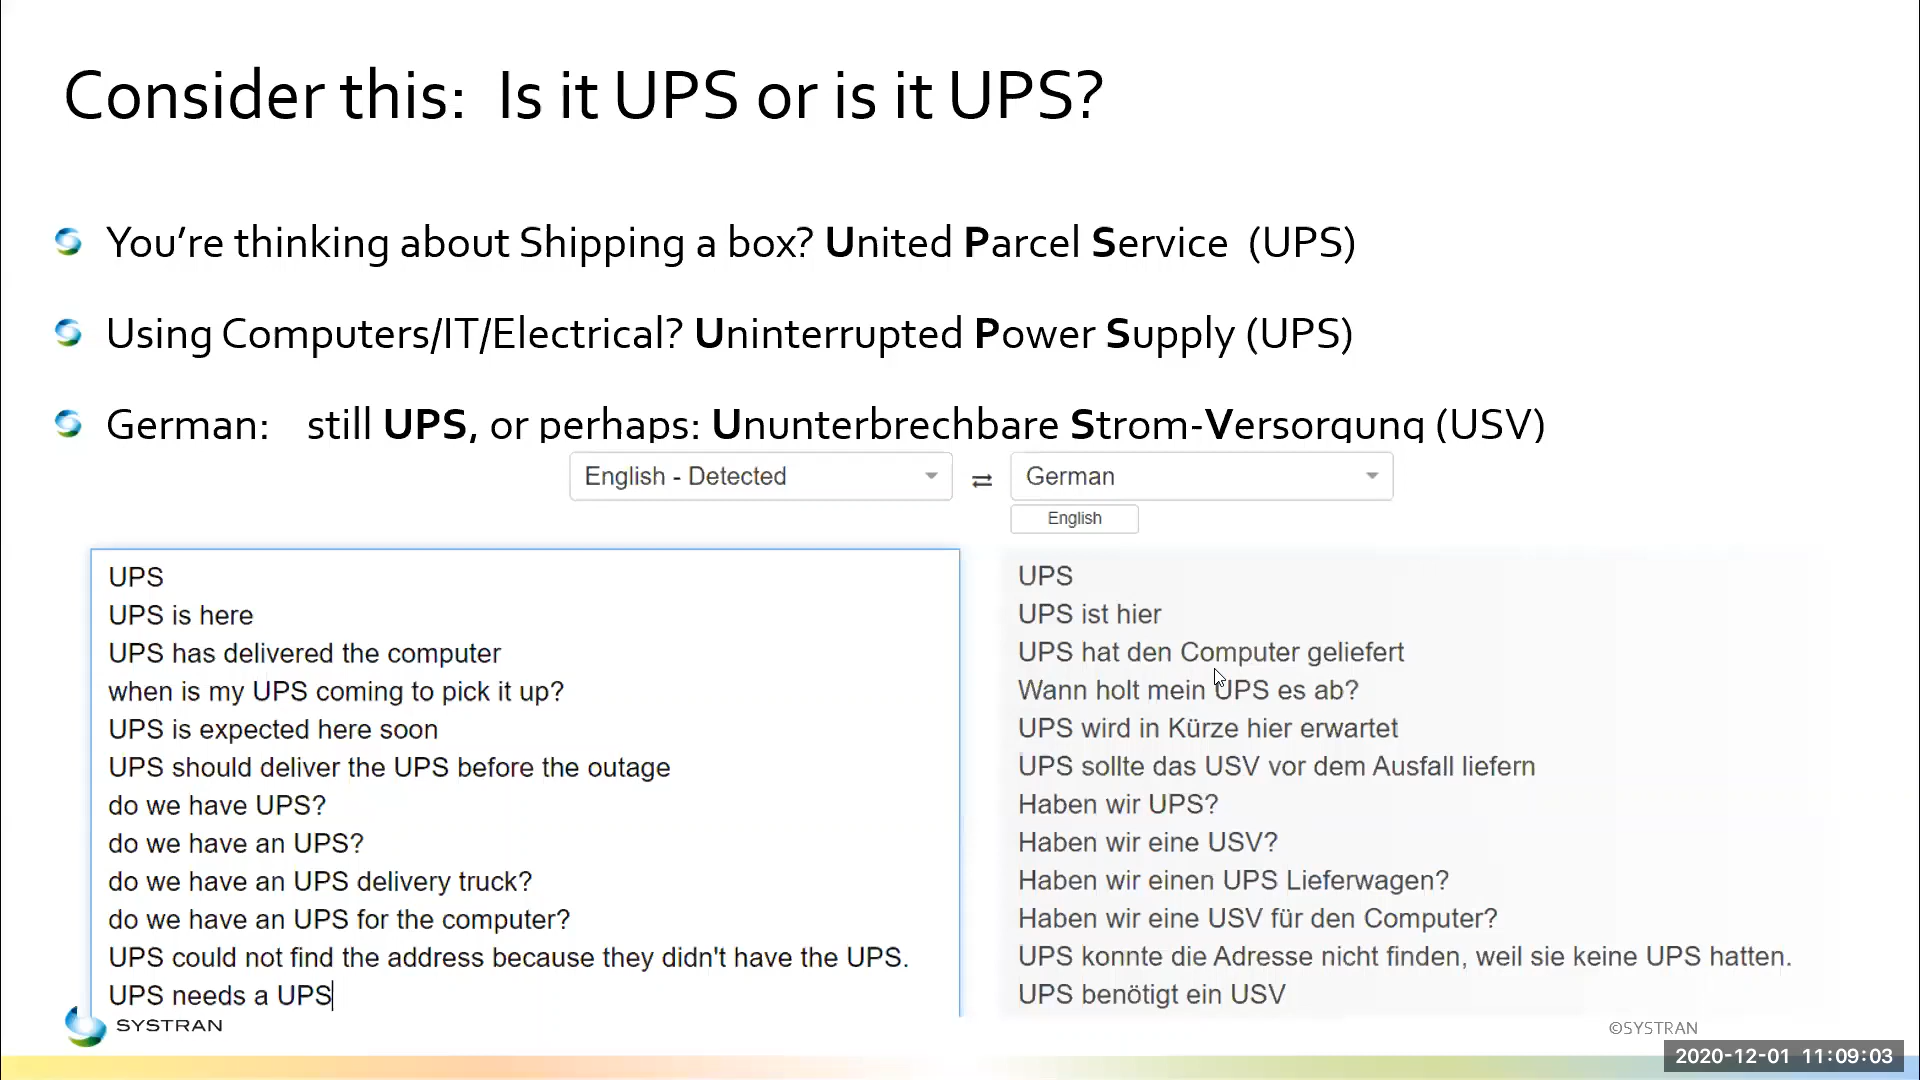 Consider this: Is it UPS or is it UPS?
You're thinking about Shipping a box? United Parcel Service (UPS)
Using Computers/IT/Electrical? Uninterrupted Power Supply (UPS)
German: still UPS, or perhaps: Ununterbrechbare Strom-Versorgung (USV)
English - Detected
German
English
UPS
UPS is here
UPS has delivered the computer
when is my UPS coming to pick it up?
UPS is expected here soon
UPS should deliver the UPS before the outage
do we have UPS?
do we have an UPS?
do we have an UPS delivery truck?
do we have an UPS for the computer?
UPS could not find the address because they didn't have the UPS.
UPS needs a UPS
UPS
UPS ist hier
UPS hat den Computer geliefert
Wann holt mein UPS es ab?
UPS wird in Kürze hier erwartet
UPS sollte das USV vor dem Ausfall liefern
Haben wir UPS?
Haben wir eine USV?
Haben wir einen UPS Lieferwagen?
Haben wir eine USV für den Computer?
UPS konnte die Adresse nicht finden, weil sie keine UPS hatten.
UPS benötigt ein USV
SYSTRAN
©SYSTRAN
2020-12-01 11:09:03